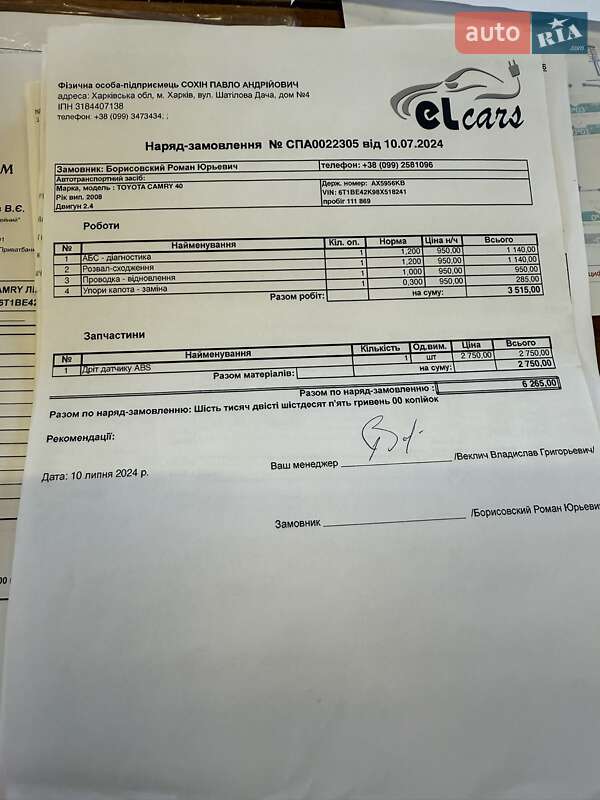 auto RIA .com
Фізична особа-підприємець СОХІН ПАВЛО АНДРІЙОВИЧ
адреса: Харківська обл, м. Харків, вул. Шатілова Дача, дом №4
ІПН 3184407138
телефон: +38 (099) 3473434; ;
eLcars
Наряд-замовлення № СПА0022305 від 10.07.2024
Замовник: Борисовский Роман Юрьевич телефон: +38 (099) 2581096
Автотранспортний засіб:
Марка, модель : TOYOTA CAMRY 40 Держ. номер: AX5956KB
Рік вип. 2008 VIN: 6T1BE42K98X518241
Двигун 2.4 пробіг 111 869
Роботи
№ Найменування Кіл. оп. Норма Ціна н/ч Всього
1 АБС - діагностика 1 1,200 950,00 1 140,00
2 Розвал-сходження 1 1,200 950,00 1 140,00
3 Проводка - відновлення 1 1,000 950,00 950,00
4 Упори капота - заміна 1 0,300 950,00 285,00
Разом робіт: на суму: 3 515,00
Запчастини
№ Найменування Кількість Од.вим. Ціна Всього
1 Дріт датчику ABS 1 шт 2 750,00 2 750,00
Разом матеріалів: на суму: 2 750,00
Разом по наряд-замовленню : 6 265,00
Разом по наряд-замовленню: Шість тисяч двісті шістдесят п'ять гривень 00 копійок
Рекомендації:
Ваш менеджер /Веклич Владислав Григорьевич/
Дата: 10 липня 2024 р.
Замовник /Борисовский Роман Юрьевич
в В.Є.
CAMRY
6T1BE42